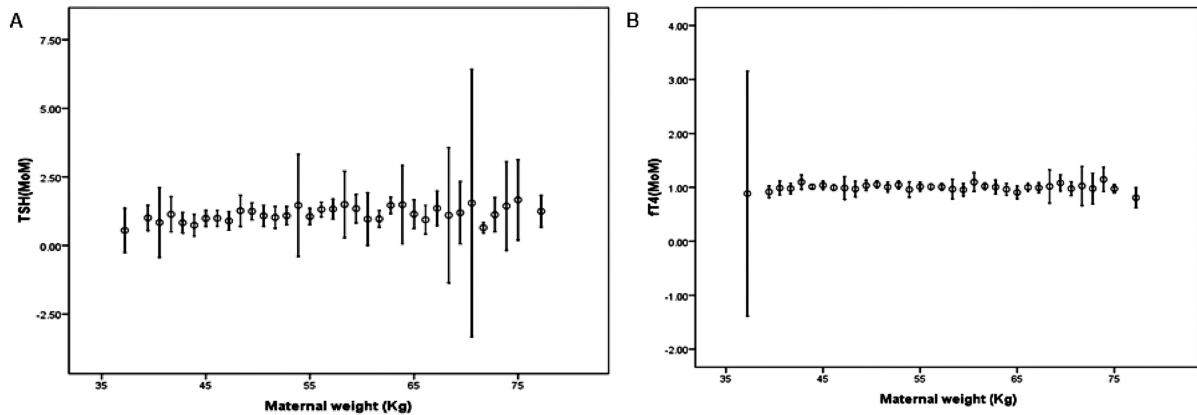 A
7.50
5.00
2.50
0.00
-2.50
TSH(MoM)
35 45 55 65 75
Maternal weight (Kg)
B
4.00
3.00
2.00
1.00
0.00
-1.00
-2.00
fT4(MoM)
35 45 55 65 75
Maternal weight (Kg)